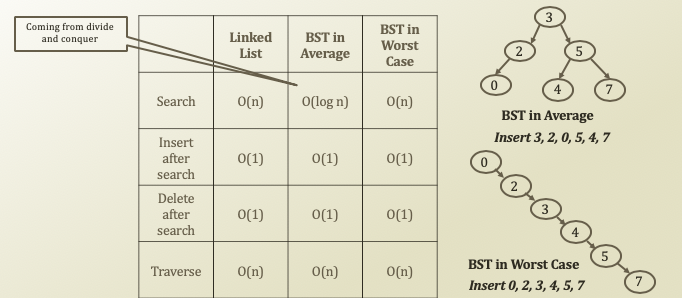 Coming from divide
and conquer
Linked
List
BST in
Average
BST in
Worst
Case
Search
O(n)
O(log n)
O(n)
Insert
after
search
O(1)
O(1)
O(1)
Delete
after
search
O(1)
O(1)
O(1)
Traverse
O(n)
O(n)
O(n)
3
2
5
0
4
7
BST in Average
Insert 3, 2, 0, 5, 4, 7
0
2
3
4
5
7
BST in Worst Case
Insert 0, 2, 3, 4, 5, 7